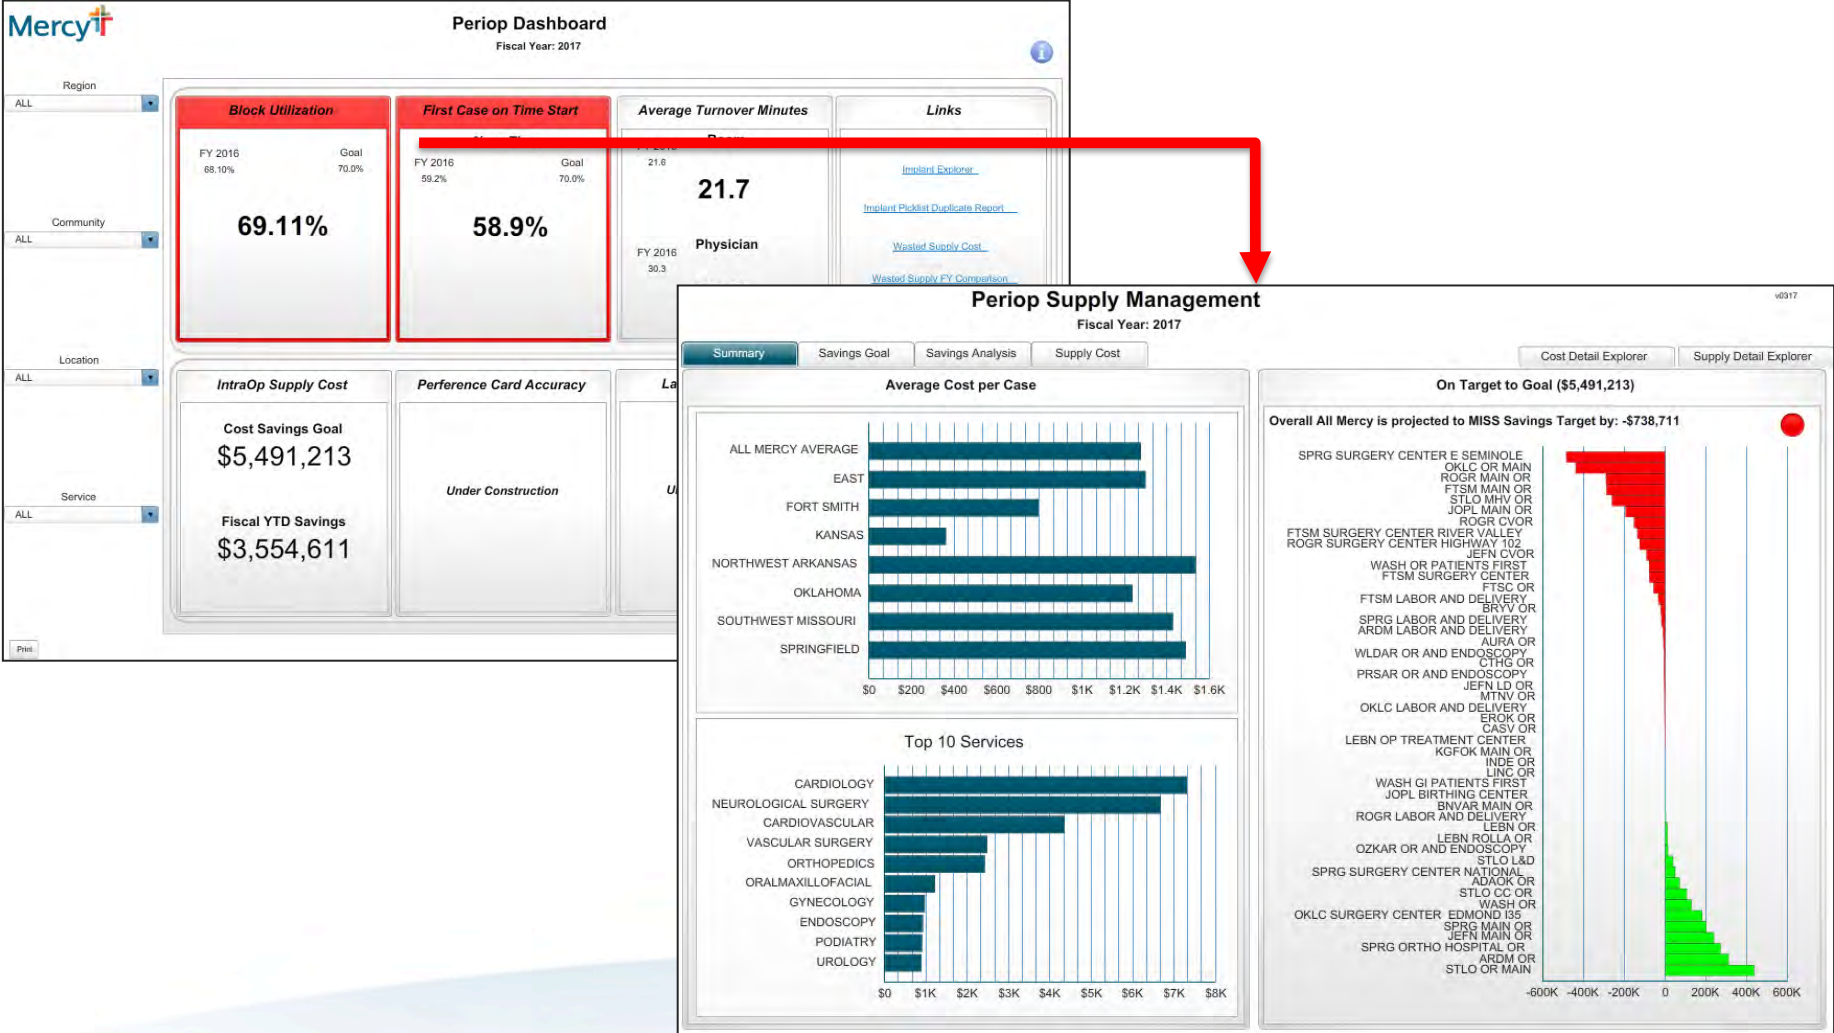 Mercy
Periop Dashboard
Fiscal Year: 2017
i
Region
ALL
Community
ALL
Location
ALL
Service
ALL
Print
Block Utilization
FY 2016
Goal
68.10%
70.0%
69.11%
First Case on Time Start
FY 2016
Goal
59.2%
70.0%
58.9%
Average Turnover Minutes
21.6
21.7
Physician
FY 2016
30.3
Links
Implant Explorer
Implant Picklist Duplicate Report
Wasted Supply Cost
Wasted Supply FY Comparison
IntraOp Supply Cost
Cost Savings Goal
$5,491,213
Fiscal YTD Savings
$3,554,611
Perference Card Accuracy
Under Construction
La
U
Periop Supply Management
v0317
Fiscal Year: 2017
Summary
Savings Goal
Savings Analysis
Supply Cost
Cost Detail Explorer
Supply Detail Explorer
Average Cost per Case
ALL MERCY AVERAGE
EAST
FORT SMITH
KANSAS
NORTHWEST ARKANSAS
OKLAHOMA
SOUTHWEST MISSOURI
SPRINGFIELD
$0 $200 $400 $600 $800 $1K $1.2K $1.4K $1.6K
Top 10 Services
CARDIOLOGY
NEUROLOGICAL SURGERY
CARDIOVASCULAR
VASCULAR SURGERY
ORTHOPEDICS
ORALMAXILLOFACIAL
GYNECOLOGY
ENDOSCOPY
PODIATRY
UROLOGY
$0 $1K $2K $3K $4K $5K $6K $7K $8K
On Target to Goal ($5,491,213)
Overall All Mercy is projected to MISS Savings Target by: -$738,711
SPRG SURGERY CENTER E SEMINOLE
OKLC OR MAIN
ROGR MAIN OR
FTSM MAIN OR
STLO MHV OR
JOPL MAIN OR
ROGR CVOR
FTSM SURGERY CENTER RIVER VALLEY
ROGR SURGERY CENTER HIGHWAY 102
JEFN CVOR
WASH OR PATIENTS FIRST
FTSM SURGERY CENTER
FTSC OR
FTSM LABOR AND DELIVERY
BRYV OR
SPRG LABOR AND DELIVERY
ARDM LABOR AND DELIVERY
AURA OR
WLDAR OR AND ENDOSCOPY
CTHG OR
PRSAR OR AND ENDOSCOPY
JEFN LD OR
MTNV OR
OKLC LABOR AND DELIVERY
EROK OR
CASV OR
LEBN OP TREATMENT CENTER
KGFOK MAIN OR
INDE OR
LINC OR
WASH GI PATIENTS FIRST
JOPL BIRTHING CENTER
BNVAR MAIN OR
ROGR LABOR AND DELIVERY
LEBN OR
LEBN ROLLA OR
OZKAR OR AND ENDOSCOPY
STLO L&D
SPRG SURGERY CENTER NATIONAL
ADAOK OR
STLO CC OR
WASH OR
OKLC SURGERY CENTER EDMOND I35
SPRG MAIN OR
JEFN MAIN OR
SPRG ORTHO HOSPITAL OR
ARDM OR
STLO OR MAIN
-600K -400K -200K 0 200K 400K 600K